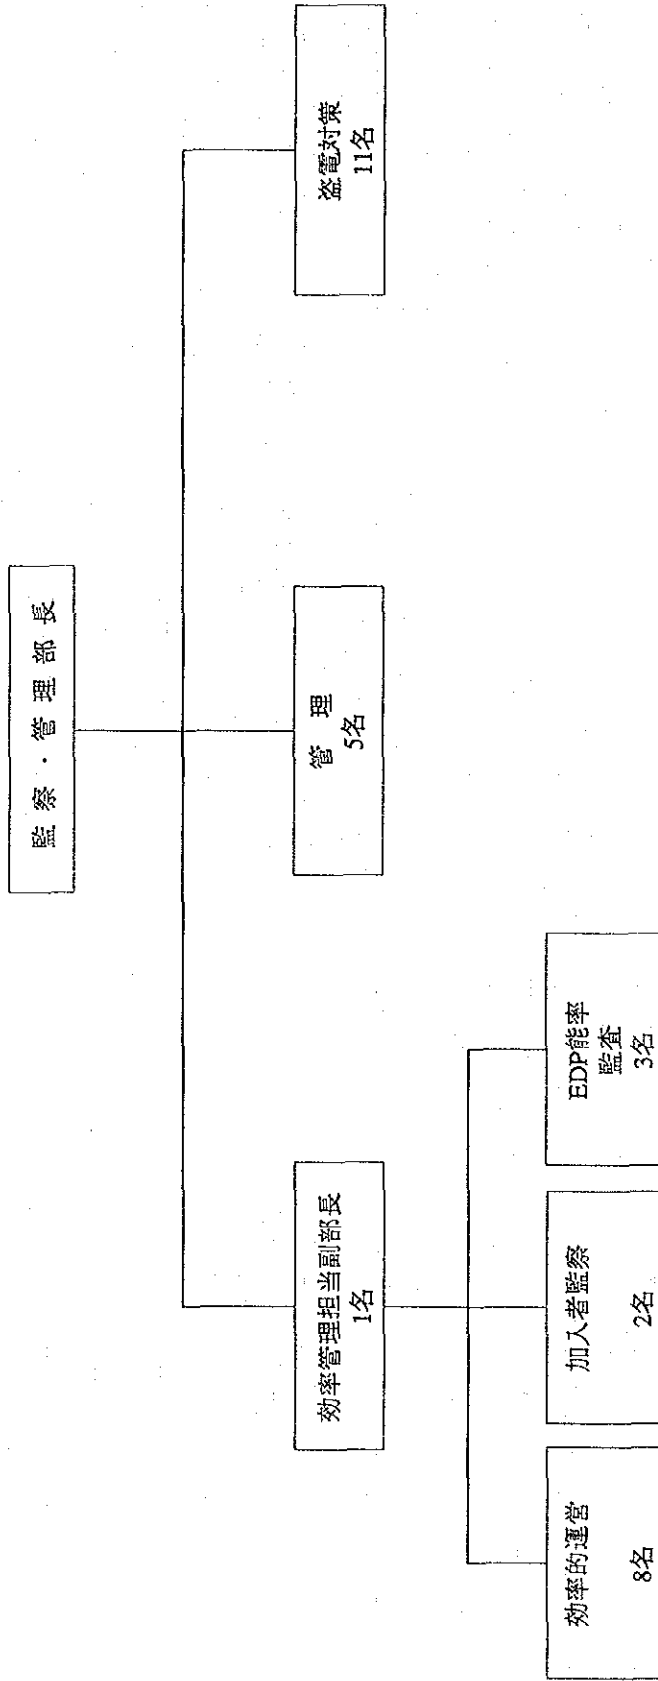 監察・管理部長
効率管理担当副部長
1名
管　理
5名
盗電対策
11名
効率的運営
8名
加入者監察
2名
EDP能率
監査
3名